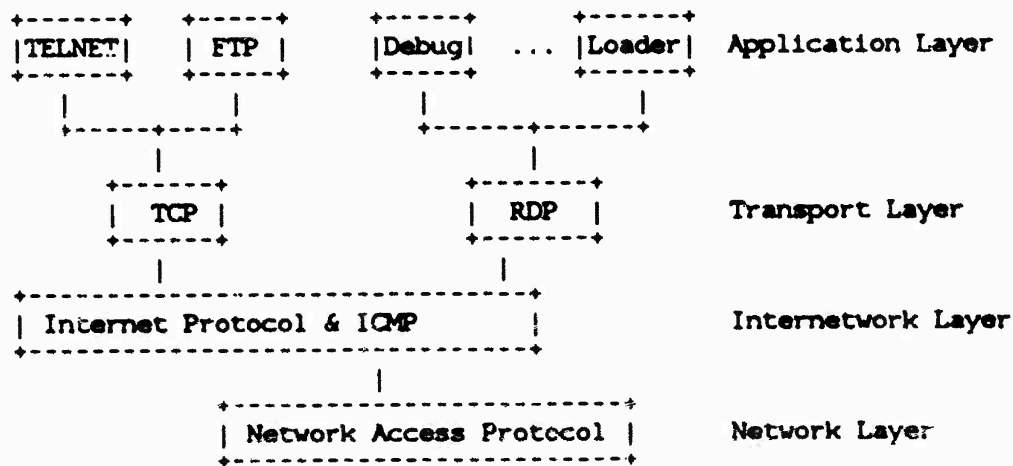 TELNET FTP Debug ... Loader Application Layer
TCP RDP Transport Layer
Internet Protocol & ICMP Internetwork Layer
Network Access Protocol Network Layer